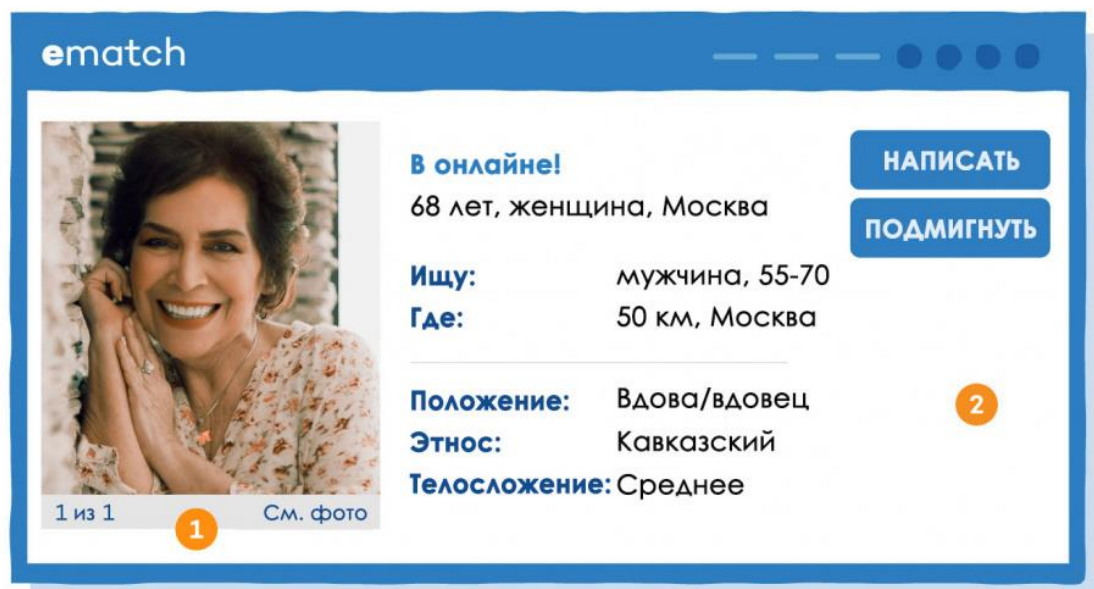 ematch
В онлайне!
68 лет, женщина, Москва
НАПИСАТЬ
ПОДМИГНУТЬ
Ищу: мужчина, 55-70
Где: 50 км, Москва
Положение: Вдова/вдовец
Этнос: Кавказский
Телосложение: Среднее
1 из 1 См. фото
1
2